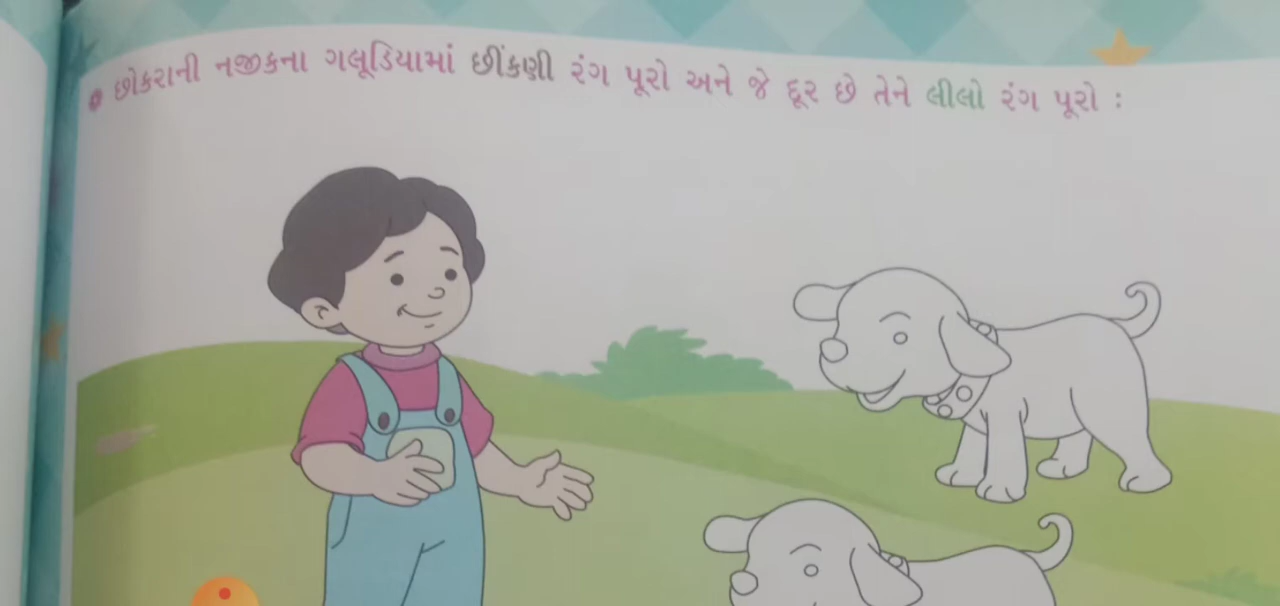 છોકરાની નજીકના ગલૂડિયામાં છીંકણી રંગ પૂરો અને જે દૂર છે તેને લીલો રંગ પૂરો :